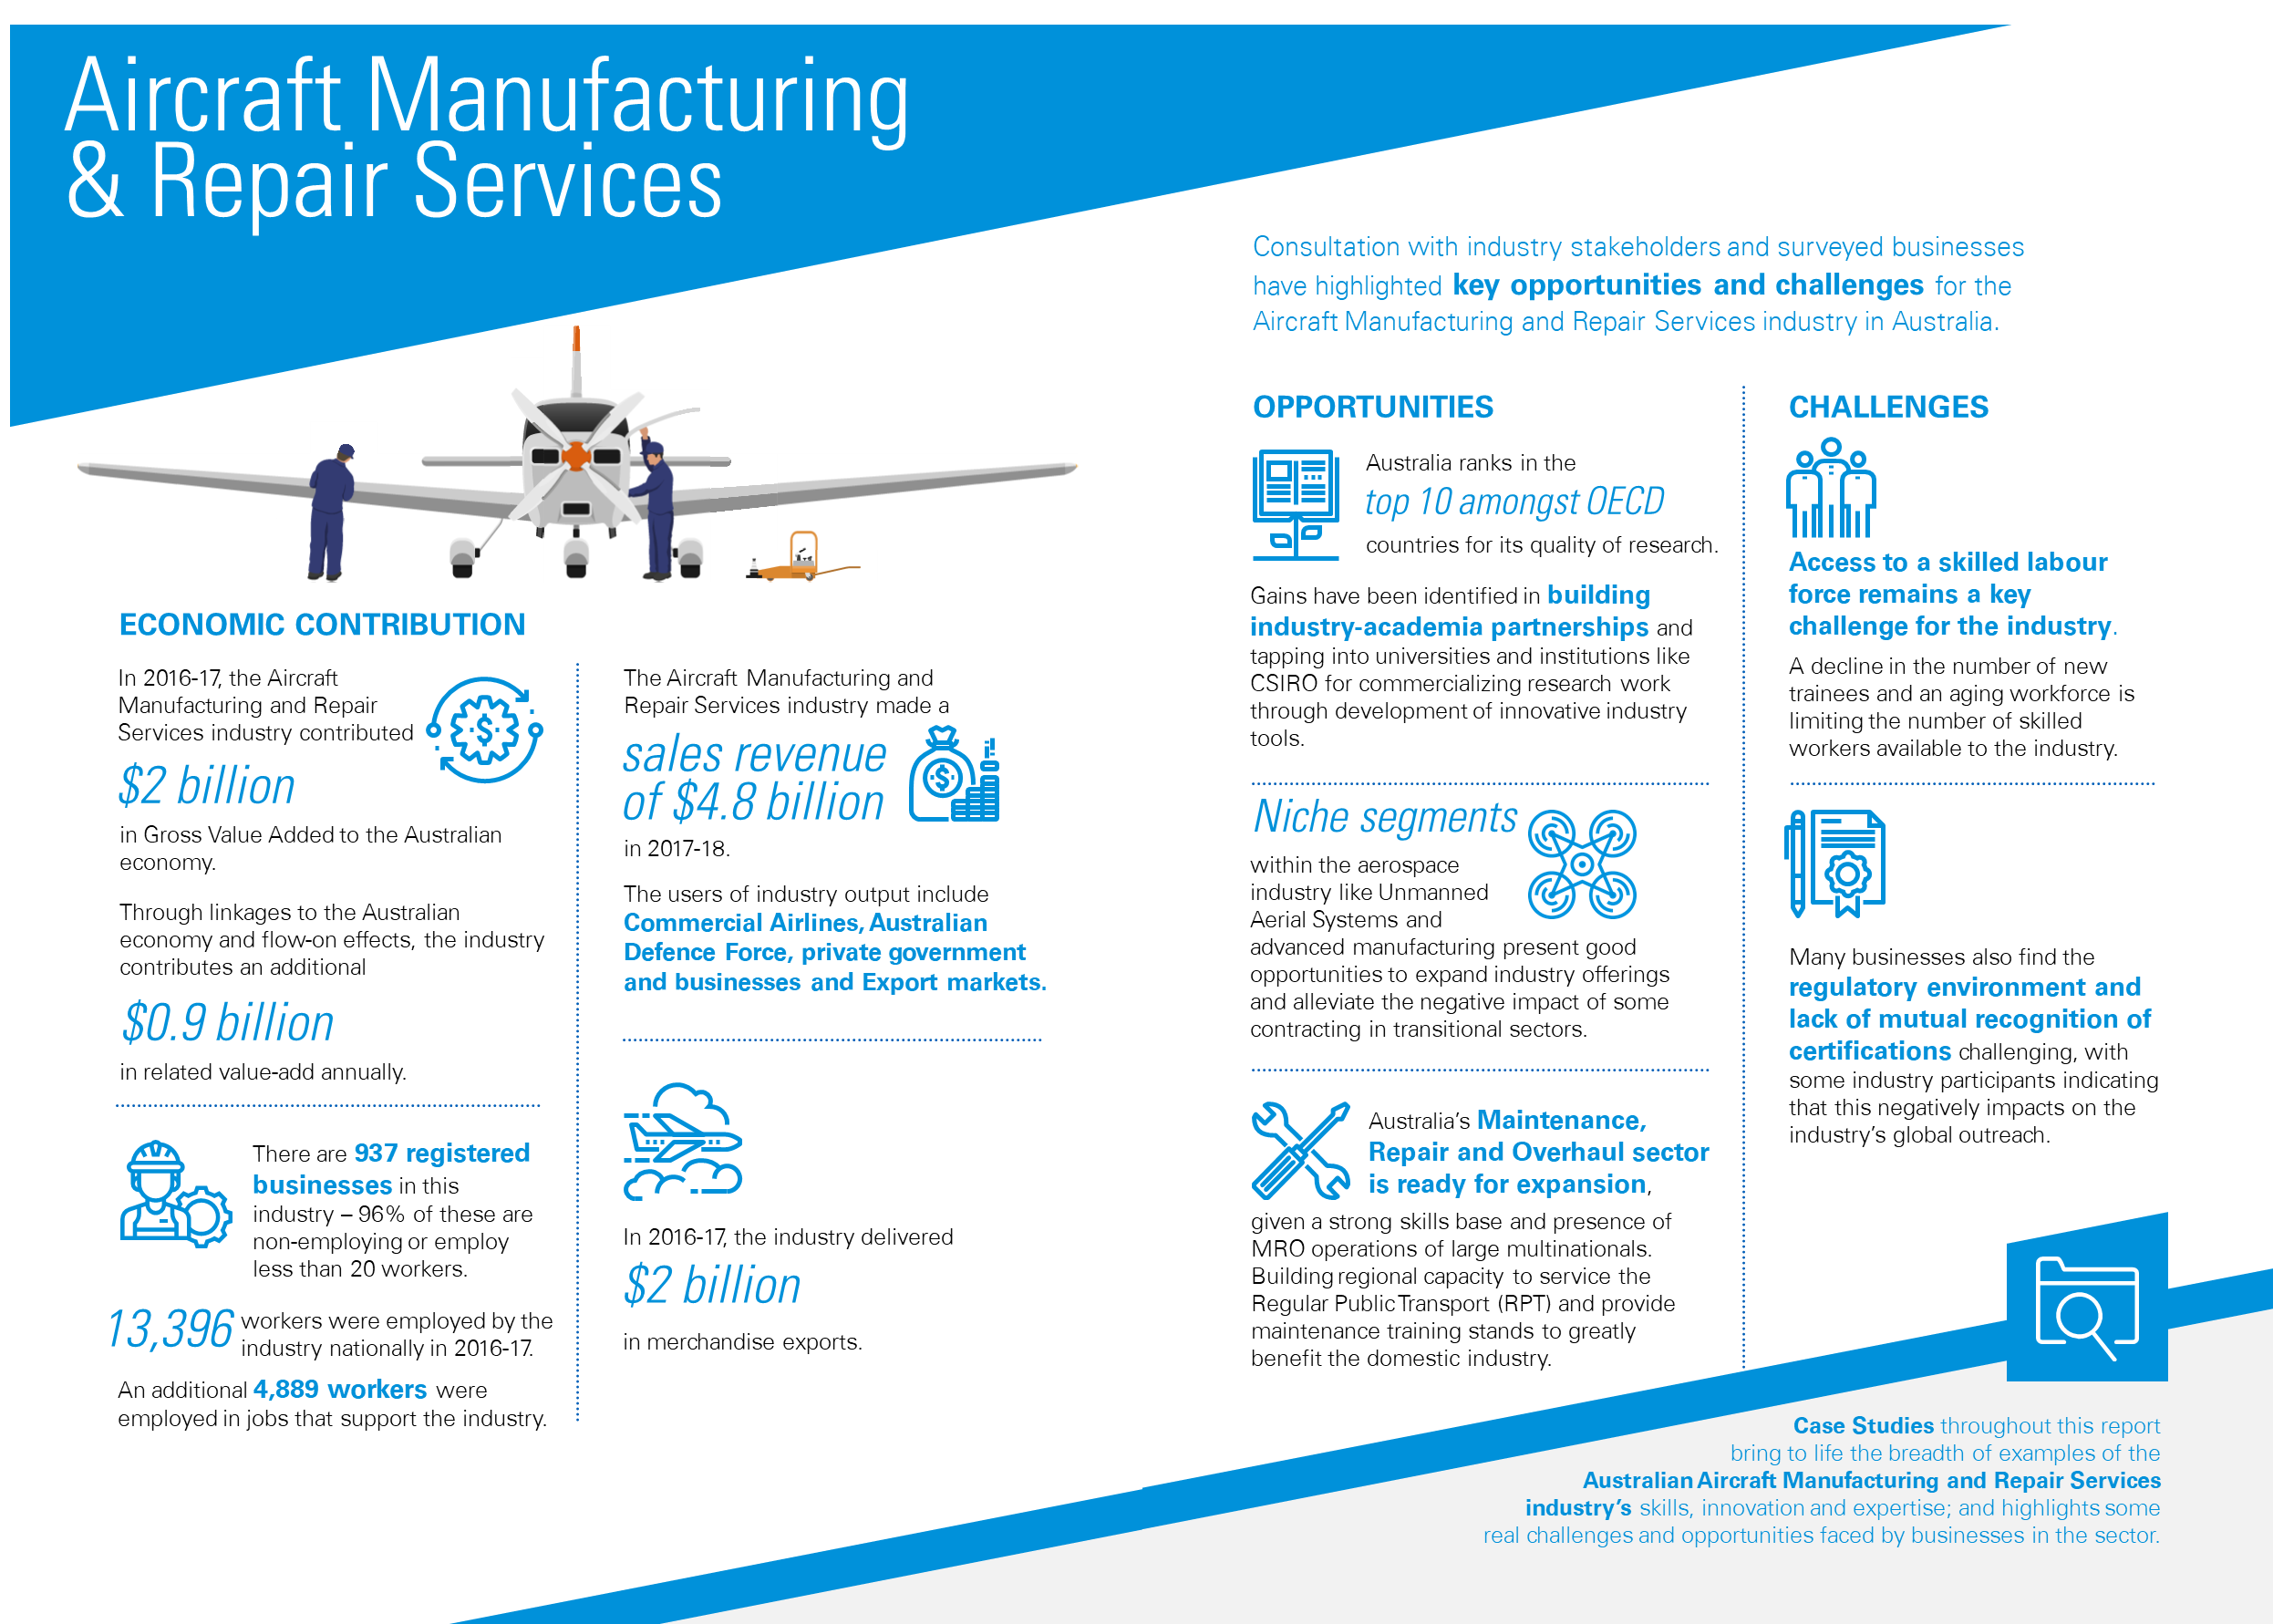 Aircraft Manufacturing
& Repair Services
Consultation with industry stakeholders and surveyed businesses
have highlighted key opportunities and challenges for the
Aircraft Manufacturing and Repair Services industry in Australia.
ECONOMIC CONTRIBUTION
In 2016-17, the Aircraft
Manufacturing and Repair
Services industry contributed
$2 billion
in Gross Value Added to the Australian
economy.
Through linkages to the Australian
economy and flow-on effects, the industry
contributes an additional
$0.9 billion
in related value-add annually.
There are 937 registered
businesses in this
industry – 96% of these are
non-employing or employ
less than 20 workers.
13,396 workers were employed by the
industry nationally in 2016-17.
An additional 4,889 workers were
employed in jobs that support the industry.
The Aircraft Manufacturing and
Repair Services industry made a
sales revenue
of $4.8 billion
in 2017-18.
The users of industry output include
Commercial Airlines, Australian
Defence Force, private government
and businesses and Export markets.
In 2016-17, the industry delivered
$2 billion
in merchandise exports.
OPPORTUNITIES
Australia ranks in the
top 10 amongst OECD
countries for its quality of research.
Gains have been identified in building
industry-academia partnerships and
tapping into universities and institutions like
CSIRO for commercializing research work
through development of innovative industry
tools.
Niche segments
within the aerospace
industry like Unmanned
Aerial Systems and
advanced manufacturing present good
opportunities to expand industry offerings
and alleviate the negative impact of some
contracting in transitional sectors.
Australia's Maintenance,
Repair and Overhaul sector
is ready for expansion,
given a strong skills base and presence of
MRO operations of large multinationals.
Building regional capacity to service the
Regular Public Transport (RPT) and provide
maintenance training stands to greatly
benefit the domestic industry.
CHALLENGES
Access to a skilled labour
force remains a key
challenge for the industry.
A decline in the number of new
trainees and an aging workforce is
limiting the number of skilled
workers available to the industry.
Many businesses also find the
regulatory environment and
lack of mutual recognition of
certifications challenging, with
some industry participants indicating
that this negatively impacts on the
industry's global outreach.
Case Studies throughout this report
bring to life the breadth of examples of the
Australian Aircraft Manufacturing and Repair Services
industry's skills, innovation and expertise; and highlights some
real challenges and opportunities faced by businesses in the sector.